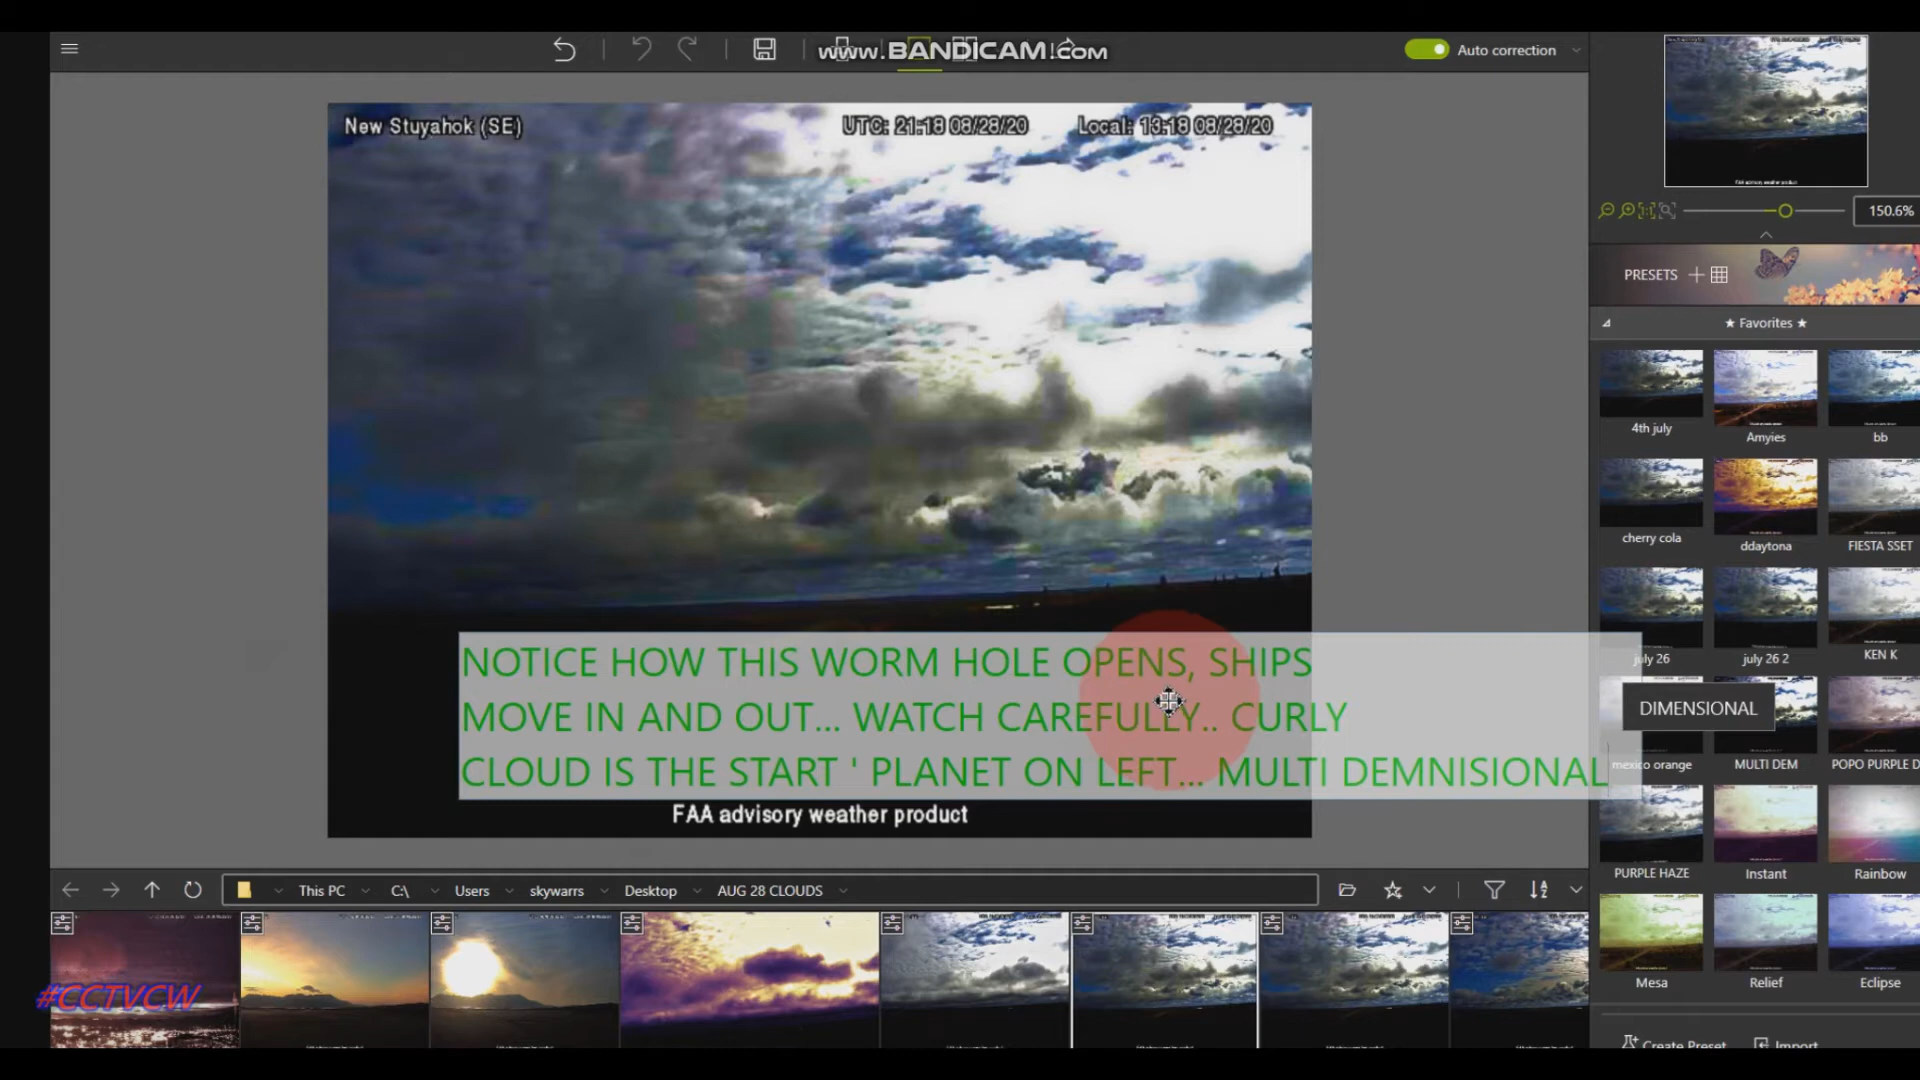 www.BANDICAM.com
Auto correction
New Stuyahok (SE)
UTC: 21:18 08/28/20
Local: 13:18 08/28/20
150.6%
PRESETS
★ Favorites ★
4th july
Amyies
bb
cherry cola
ddaytona
FIESTA SSET
july 26
july 26 2
KEN K
NOTICE HOW THIS WORM HOLE OPENS, SHIPS
MOVE IN AND OUT... WATCH CAREFULLY.. CURLY
CLOUD IS THE START ' PLANET ON LEFT... MULTI DEMNISIONAL
DIMENSIONAL
mexico orange
MULTI DEM
POPO PURPLE D
FAA advisory weather product
PURPLE HAZE
Instant
Rainbow
This PC
C:\
Users
skywarrs
Desktop
AUG 28 CLOUDS
Mesa
Relief
Eclipse
#CCTVCW
Create Preset
Import